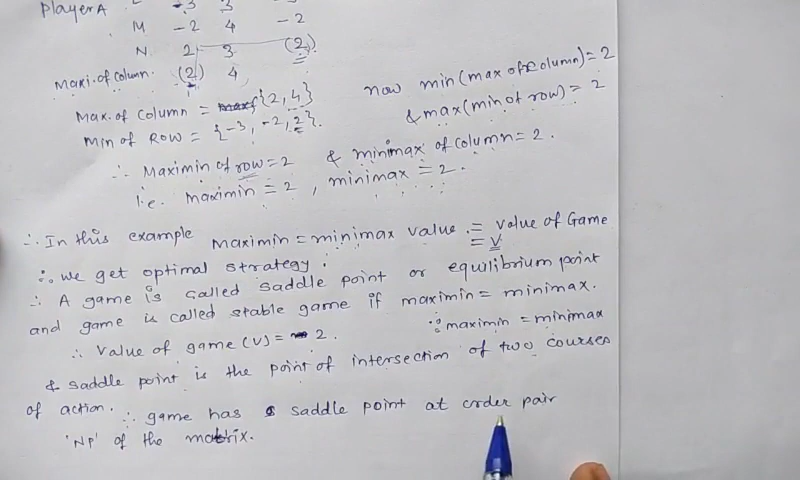 Player A L -3 3 -3
M -2 4 -2
N 2 3 (2)
Maxi. of column. (2) 4
Max. of column = {2, 4} now min(max of column) = 2
Min of Row = {-3, -2, 2}. & max(min of row) = 2
∴ Maximin of row = 2 & minimax of column = 2.
i.e. maximin = 2 , minimax = 2.
∴ In this example maximin = minimax value. = value of Game
= V
∴ we get optimal strategy.
∴ A game is called saddle point or equilibrium point
and game is called stable game if maximin = minimax.
∴ value of game (V) = 2. ∵ maximin = minimax
& saddle point is the point of intersection of two courses
of action. ∴ game has saddle point at order pair
'NP' of the matrix.